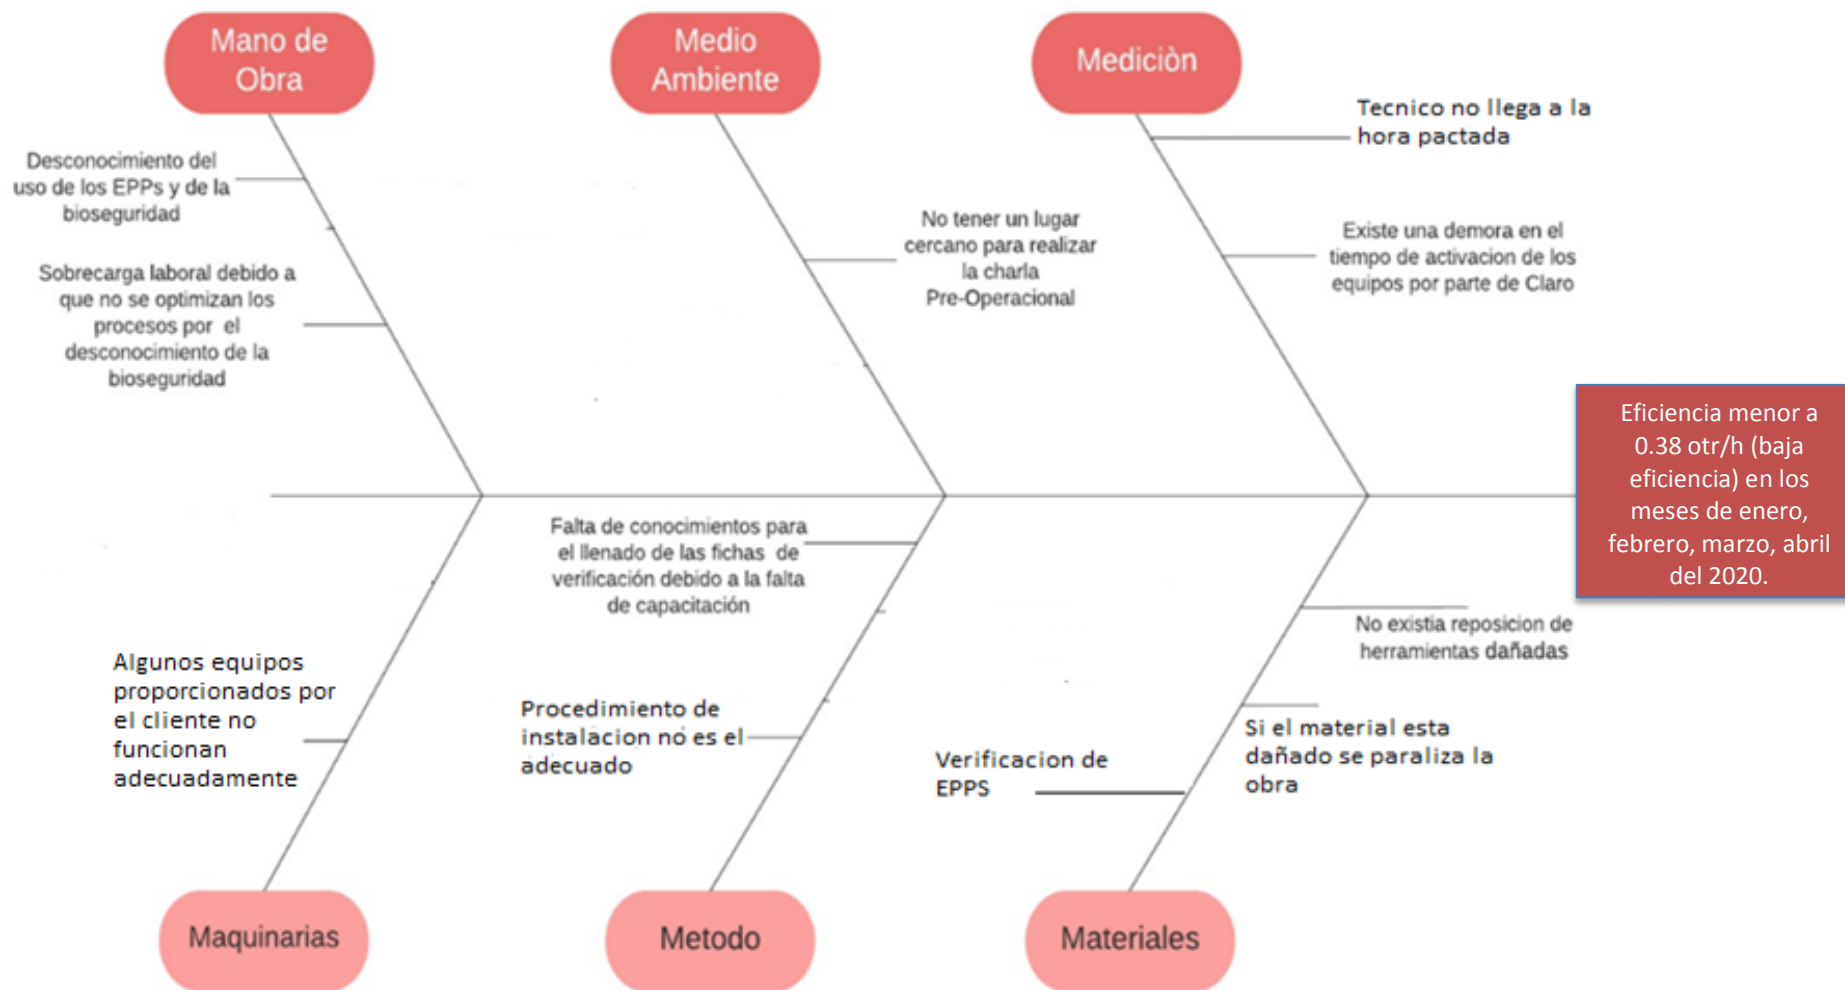 Mano de
Obra
Medio
Ambiente
Mediciòn
Tecnico no llega a la
hora pactada
Desconocimiento del
uso de los EPPs y de la
bioseguridad
No tener un lugar
cercano para realizar
la charla
Pre-Operacional
Existe una demora en el
tiempo de activacion de los
equipos por parte de Claro
Sobrecarga laboral debido a
que no se optimizan los
procesos por el
desconocimiento de la
bioseguridad
Eficiencia menor a
0.38 otr/h (baja
eficiencia) en los
meses de enero,
febrero, marzo, abril
del 2020.
Falta de conocimientos para
el llenado de las fichas de
verificación debido a la falta
de capacitación
No existia reposicion de
herramientas dañadas
Algunos equipos
proporcionados por
el cliente no
funcionan
adecuadamente
Procedimiento de
instalacion no es el
adecuado
Verificacion de
EPPS
Si el material esta
dañado se paraliza la
obra
Maquinarias
Metodo
Materiales